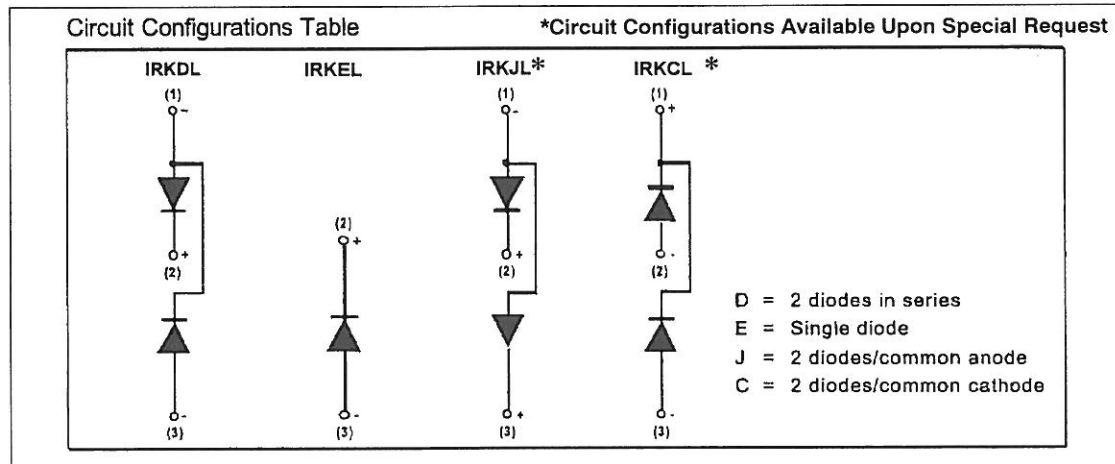 Circuit Configurations Table
*Circuit Configurations Available Upon Special Request
IRKDL
IRKEL
IRKJL*
IRKCL *
(1)
~
+
(2)
-
(3)
(2)
+
-
(3)
(1)
-
+
(2)
+
(3)
(1)
+
-
(2)
-
(3)
D = 2 diodes in series
E = Single diode
J = 2 diodes/common anode
C = 2 diodes/common cathode